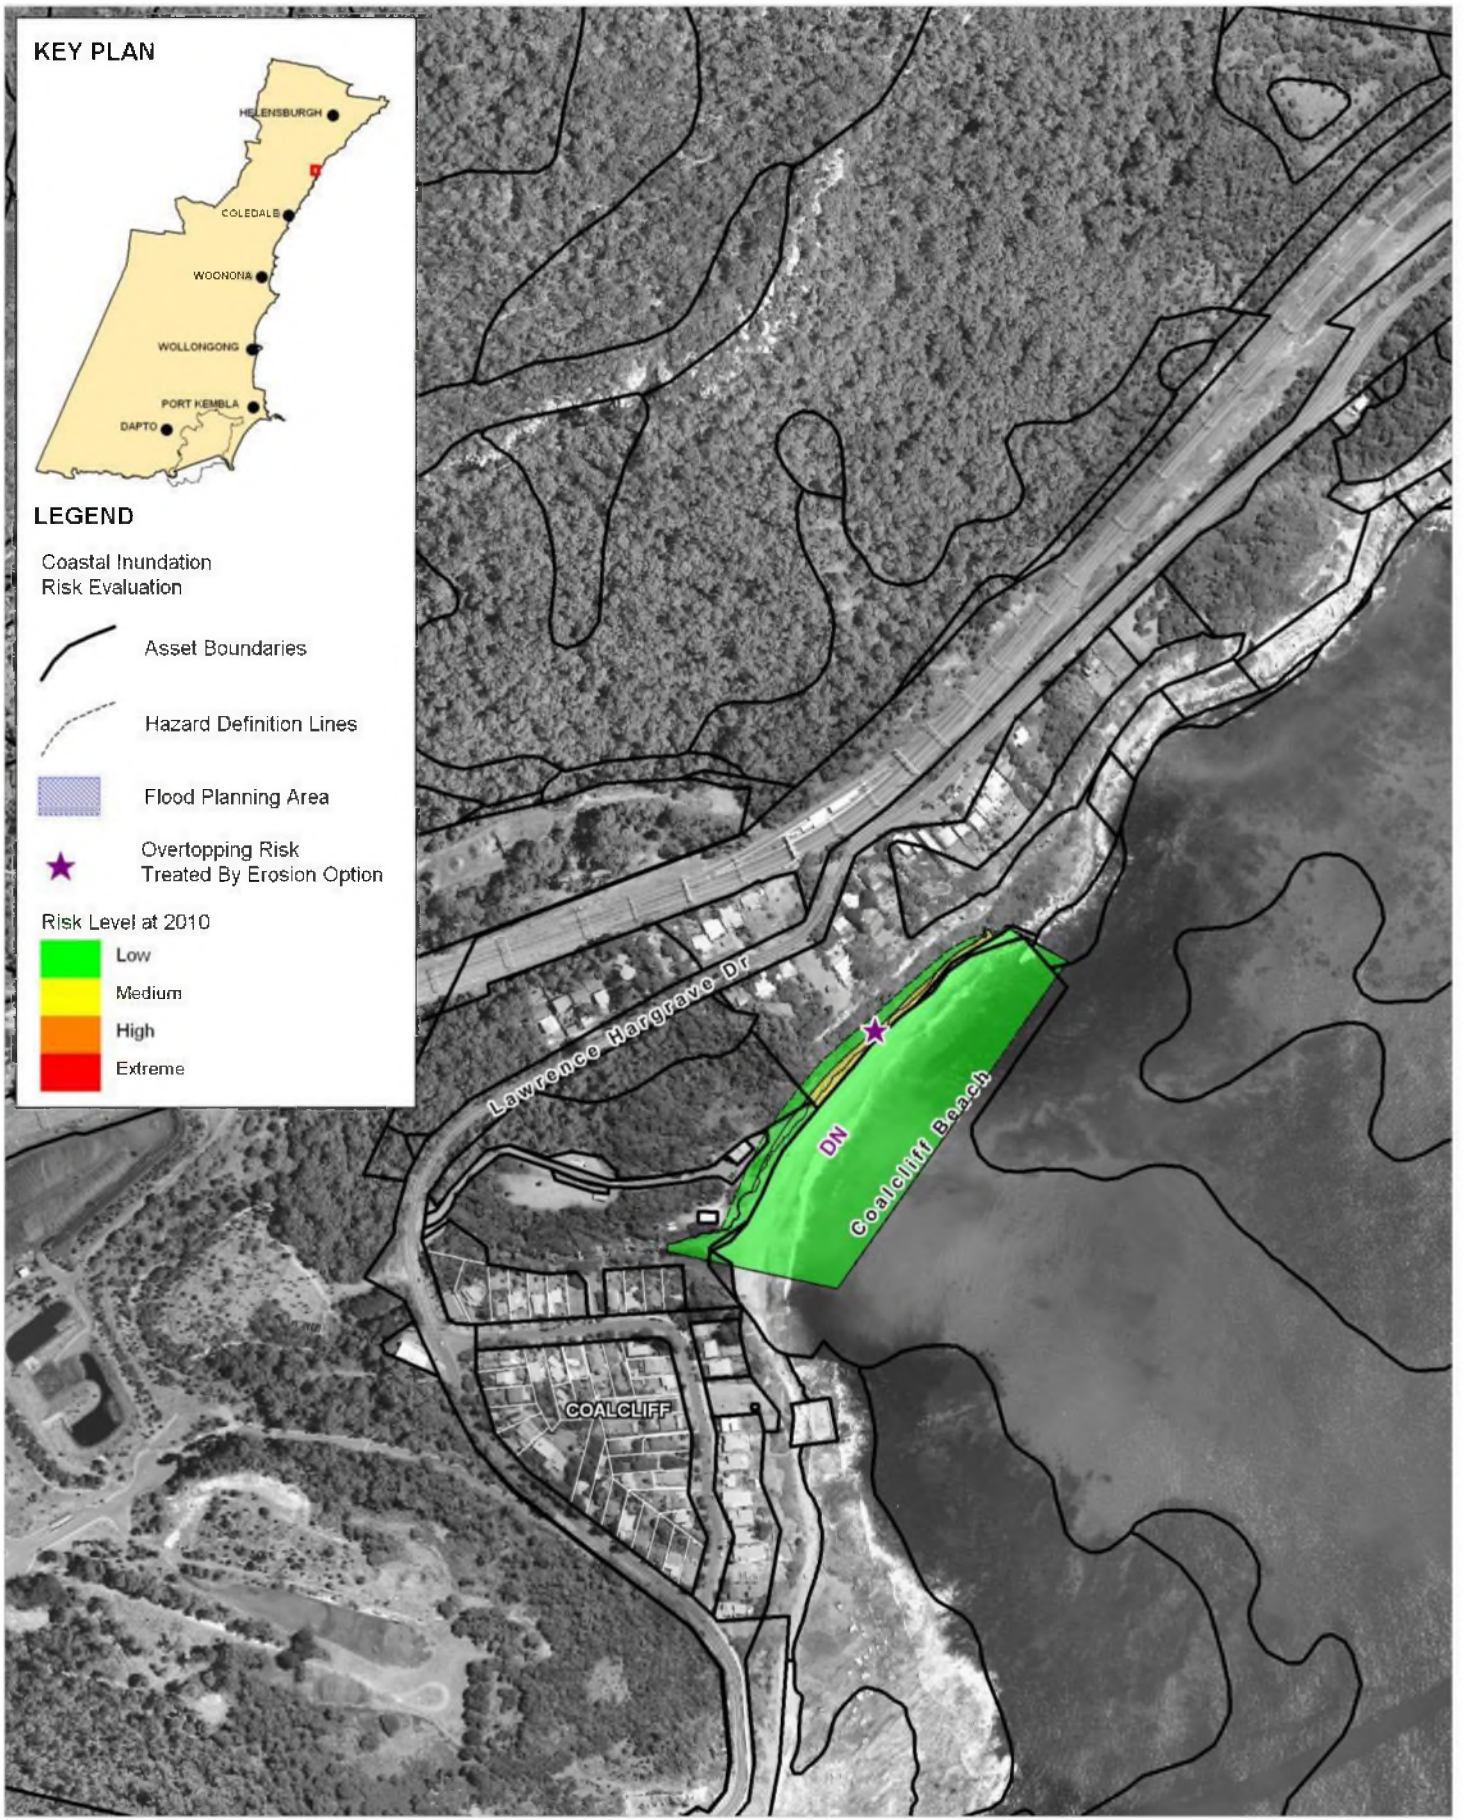 KEY PLAN
HELENSBURGH
COLEDALE
WOONONA
WOLLONGONG
PORT KEMBLA
DAPTO
LEGEND
Coastal Inundation
Risk Evaluation
Asset Boundaries
Hazard Definition Lines
Flood Planning Area
Overtopping Risk
Treated By Erosion Option
Risk Level at 2010
Low
Medium
High
Extreme
Lawrence Hargrave Dr
DN
Coalcliff Beach
COALCLIFF